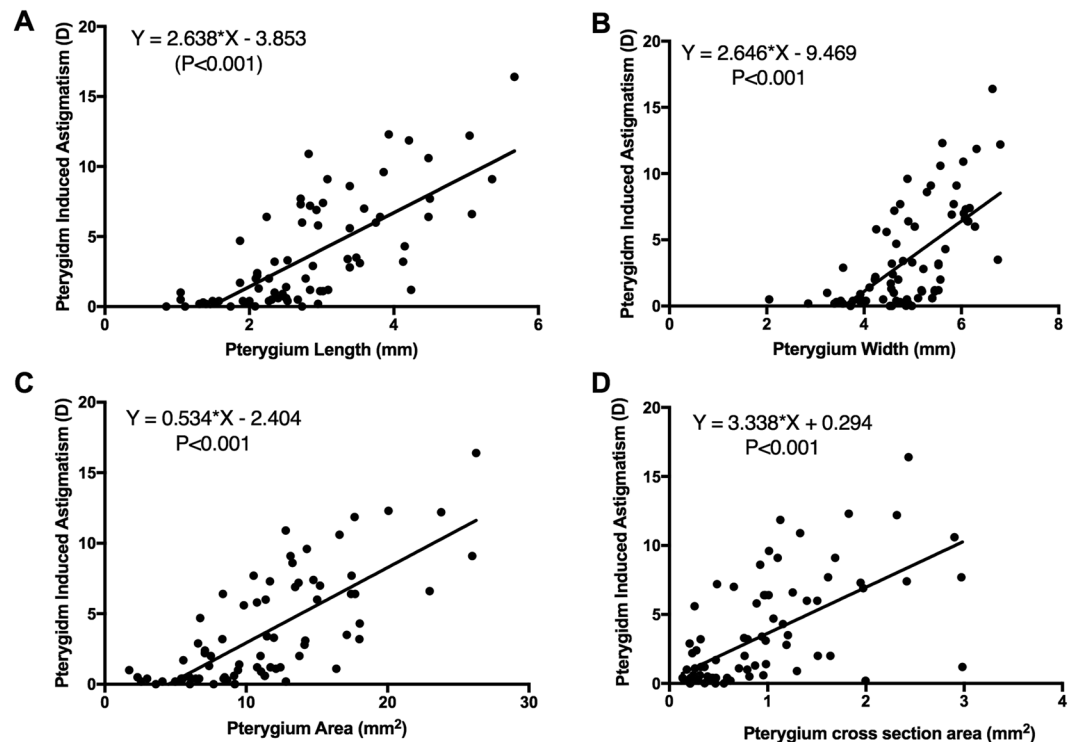 A
Pterygidm Induced Astigmatism (D)
20
15
10
5
0
Y = 2.638*X - 3.853
(P<0.001)
0
2
4
6
Pterygium Length (mm)
B
Pterygidm Induced Astigmatism (D)
20
15
10
5
0
Y = 2.646*X - 9.469
P<0.001
0
2
4
6
8
Pterygium Width (mm)
C
Pterygidm Induced Astigmatism (D)
20
15
10
5
0
Y = 0.534*X - 2.404
P<0.001
0
10
20
30
Pterygium Area (mm²)
D
Pterygidm Induced Astigmatism (D)
20
15
10
5
0
Y = 3.338*X + 0.294
P<0.001
0
1
2
3
4
Pterygium cross section area (mm²)